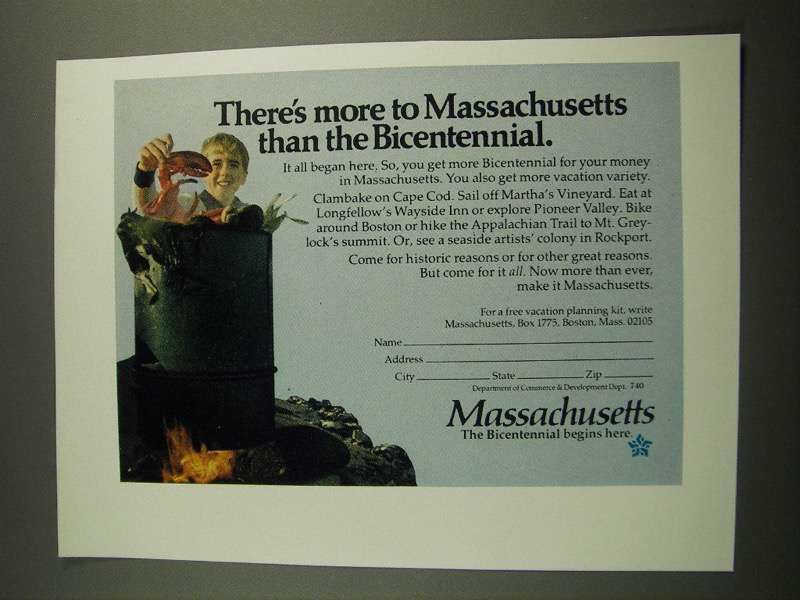 There's more to Massachusetts
than the Bicentennial.
It all began here. So, you get more Bicentennial for your money
in Massachusetts. You also get more vacation variety.
Clambake on Cape Cod. Sail off Martha's Vineyard. Eat at
Longfellow's Wayside Inn or explore Pioneer Valley. Bike
around Boston or hike the Appalachian Trail to Mt. Grey-
lock's summit. Or, see a seaside artists' colony in Rockport.
Come for historic reasons or for other great reasons.
But come for it all. Now more than ever,
make it Massachusetts.
For a free vacation planning kit, write
Massachusetts, Box 1775, Boston, Mass. 02105
Name
Address
City State Zip
Department of Commerce & Development Dept. 740
Massachusetts
The Bicentennial begins here.